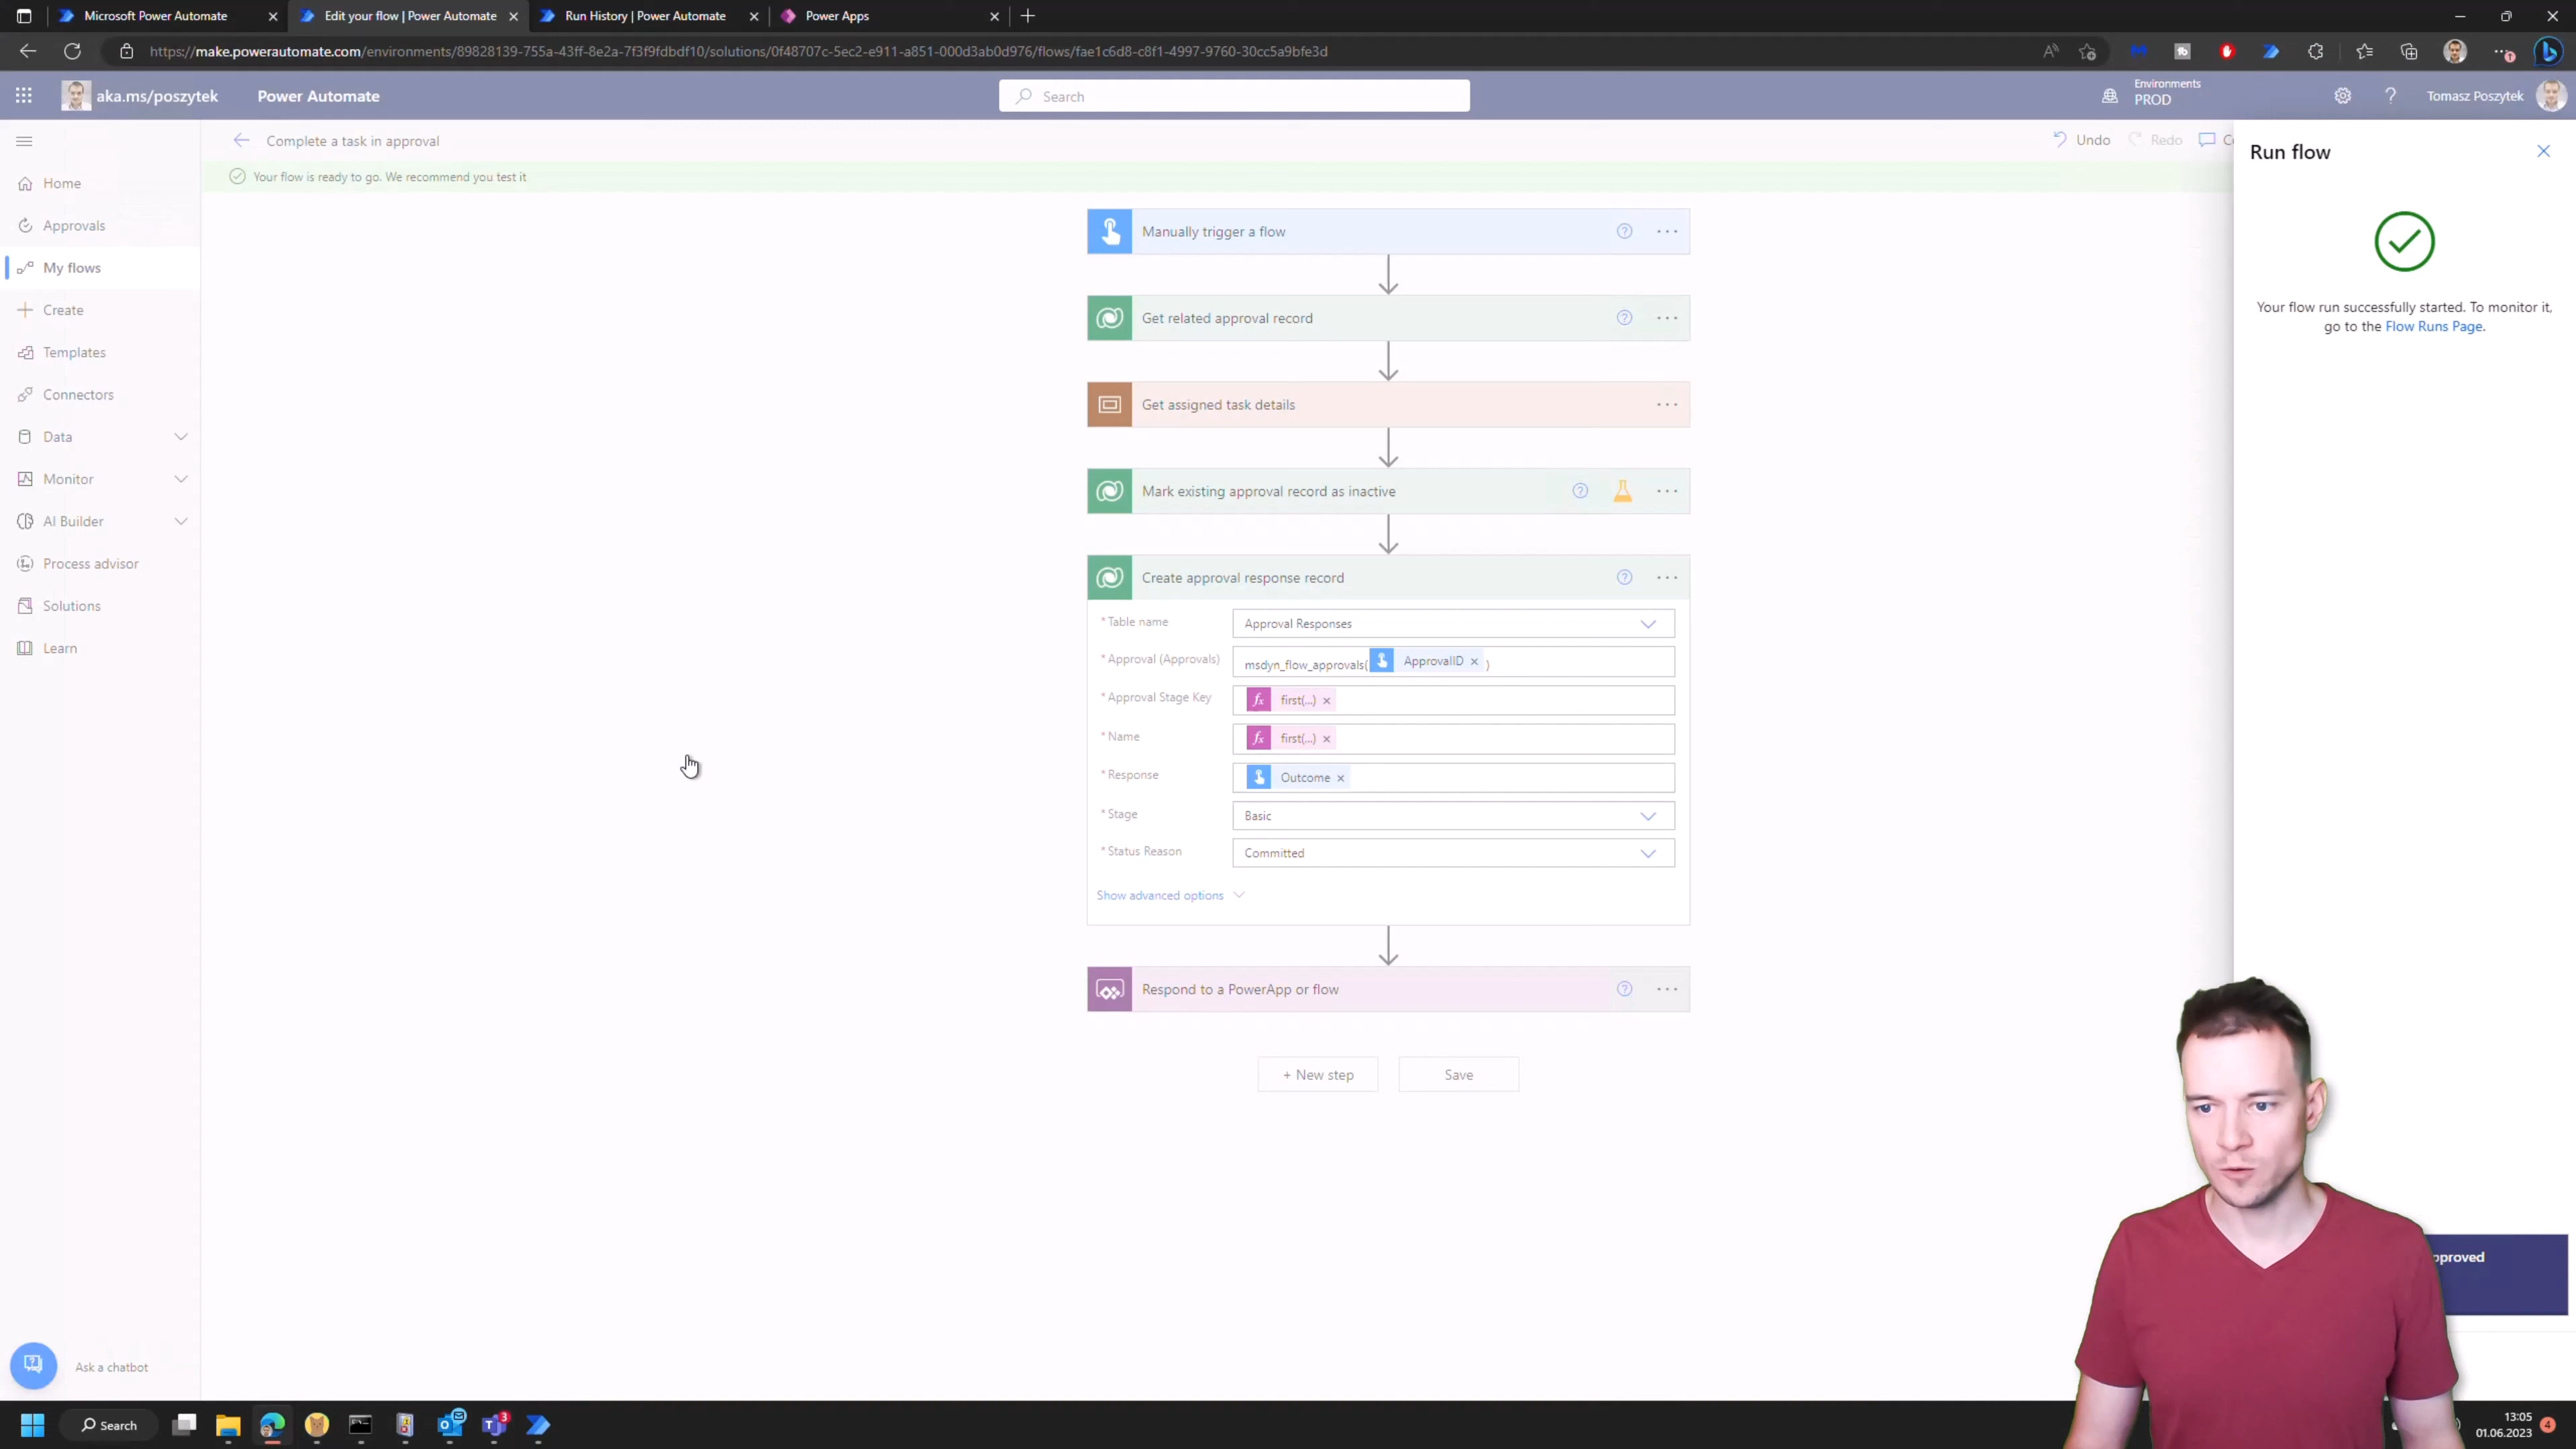 Microsoft Power Automate
Edit your flow | Power Automate
Run History | Power Automate
Power Apps
https://make.powerautomate.com/environments/89828139-755a-43ff-8e2a-7f3f9fdbdf10/solutions/0f48707c-5ec2-e911-a851-000d3ab0d976/flows/fae1c6d8-c8f1-4997-9760-30cc5a9bfe3d
aka.ms/poszytek
Power Automate
Search
Environments
PROD
Tomasz Poszytek
Complete a task in approval
Undo
Redo
Your flow is ready to go. We recommend you test it
Home
Approvals
My flows
Create
Templates
Connectors
Data
Monitor
AI Builder
Process advisor
Solutions
Learn
Ask a chatbot
Manually trigger a flow
Get related approval record
Get assigned task details
Mark existing approval record as inactive
Create approval response record
* Table name
Approval Responses
* Approval (Approvals)
msdyn_flow_approvals( ApprovalID × )
* Approval Stage Key
fx first(...) ×
* Name
fx first(...) ×
* Response
Outcome ×
* Stage
Basic
* Status Reason
Committed
Show advanced options
Respond to a PowerApp or flow
+ New step
Save
Run flow
Your flow run successfully started. To monitor it,
go to the Flow Runs Page.
Search
3
13:05
01.06.2023
4